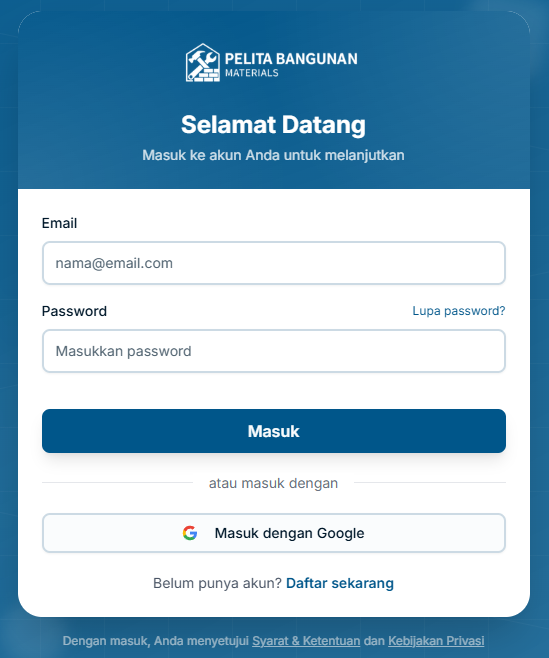 PELITA BANGUNAN
MATERIALS
Selamat Datang
Masuk ke akun Anda untuk melanjutkan
Email
nama@email.com
Password Lupa password?
Masukkan password
Masuk
atau masuk dengan
Masuk dengan Google
Belum punya akun? Daftar sekarang
Dengan masuk, Anda menyetujui Syarat & Ketentuan dan Kebijakan Privasi